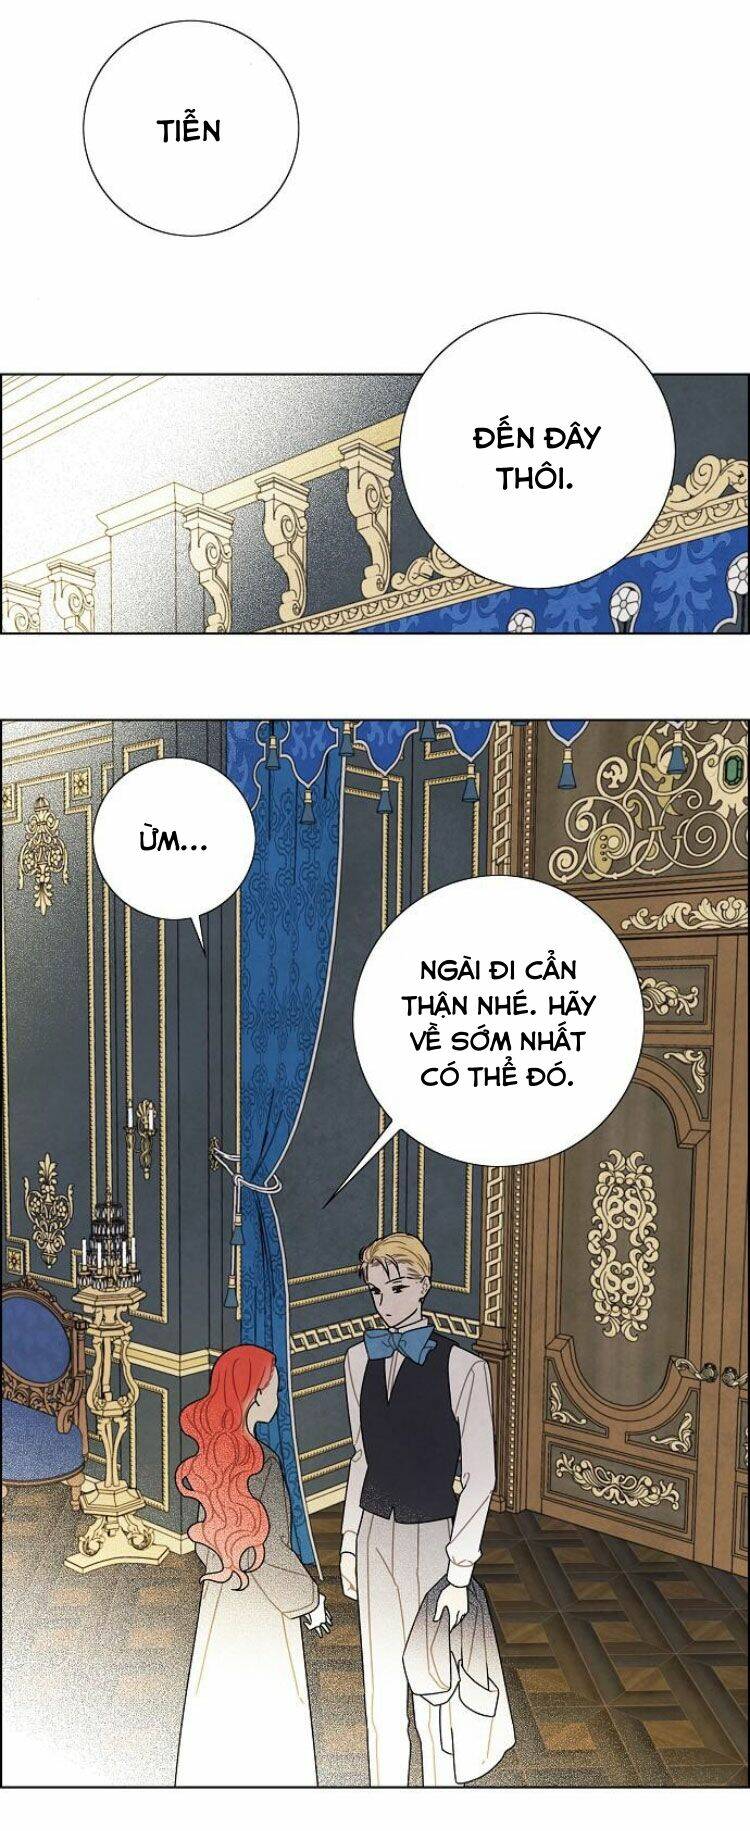 TIỄN
ĐẾN ĐÂY
THÔI.
ỪM...
NGÀI ĐI CẨN
THẬN NHÉ. HÃY
VỀ SỚM NHẤT
CÓ THỂ ĐÓ.